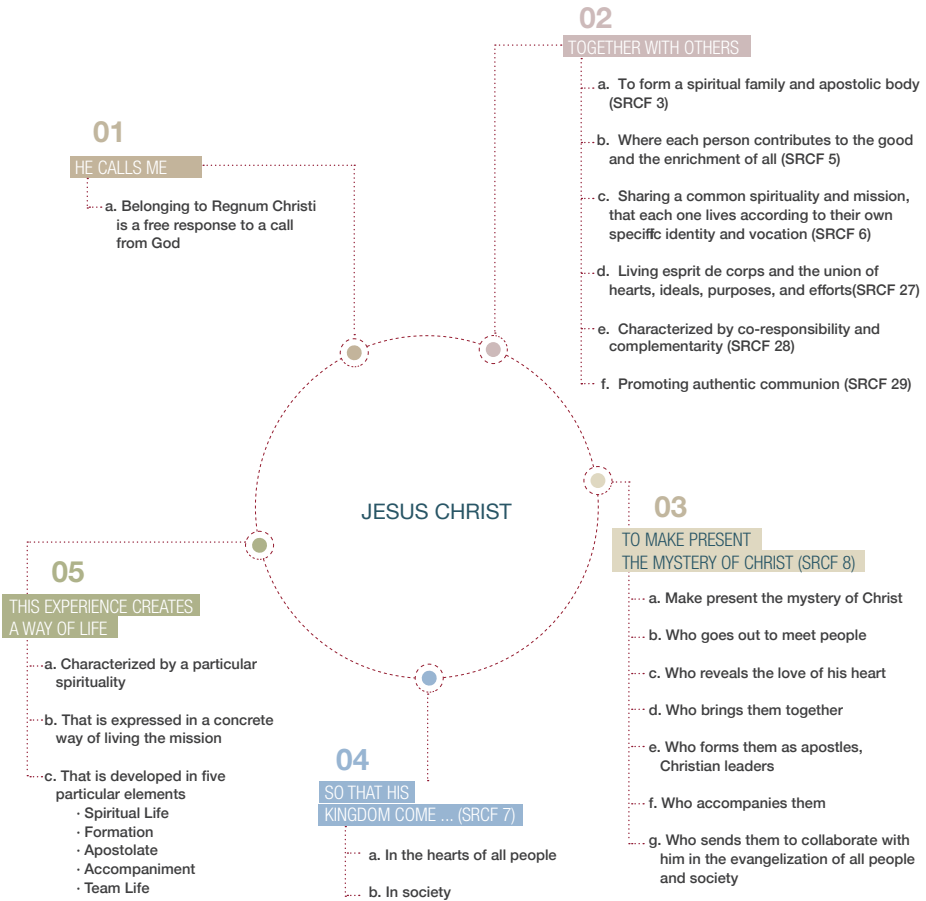 01
HE CALLS ME
a. Belonging to Regnum Christi
is a free response to a call
from God
02
TOGETHER WITH OTHERS
a. To form a spiritual family and apostolic body
(SRCF 3)
b. Where each person contributes to the good
and the enrichment of all (SRCF 5)
c. Sharing a common spirituality and mission,
that each one lives according to their own
specific identity and vocation (SRCF 6)
d. Living esprit de corps and the union of
hearts, ideals, purposes, and efforts(SRCF 27)
e. Characterized by co-responsibility and
complementarity (SRCF 28)
f. Promoting authentic communion (SRCF 29)
JESUS CHRIST
03
TO MAKE PRESENT
THE MYSTERY OF CHRIST (SRCF 8)
a. Make present the mystery of Christ
b. Who goes out to meet people
c. Who reveals the love of his heart
d. Who brings them together
e. Who forms them as apostles,
Christian leaders
f. Who accompanies them
g. Who sends them to collaborate with
him in the evangelization of all people
and society
04
SO THAT HIS
KINGDOM COME ... (SRCF 7)
a. In the hearts of all people
b. In society
05
THIS EXPERIENCE CREATES
A WAY OF LIFE
a. Characterized by a particular
spirituality
b. That is expressed in a concrete
way of living the mission
c. That is developed in five
particular elements
· Spiritual Life
· Formation
· Apostolate
· Accompaniment
· Team Life